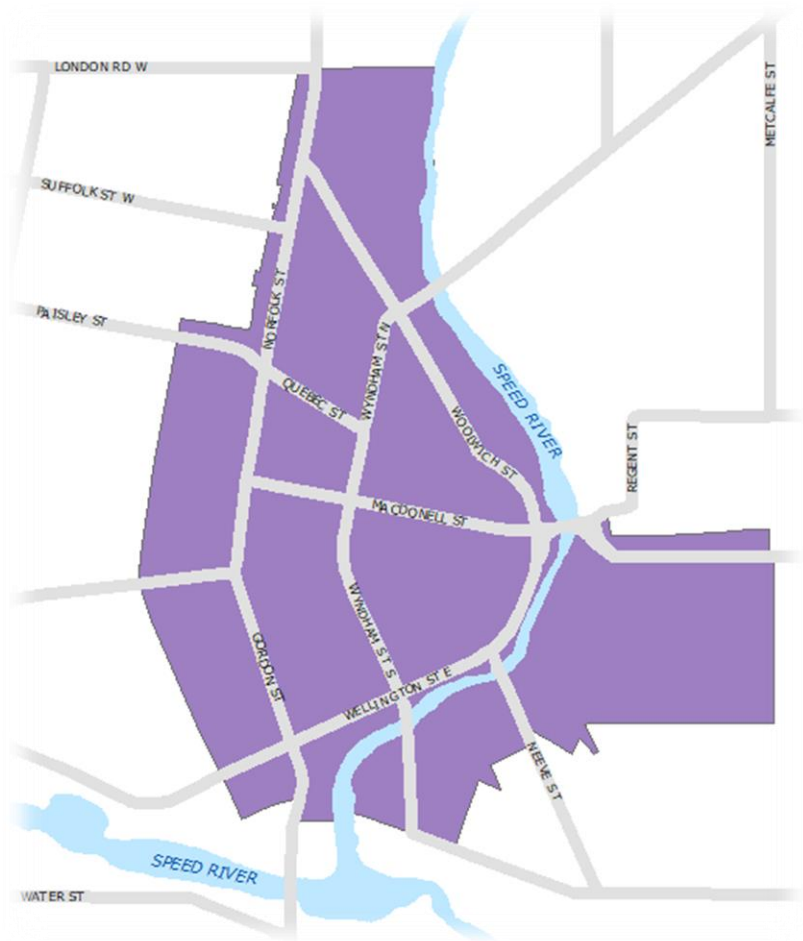 LONDON RD W
METCALFE ST
SUFFOLK ST W
NORFOLK ST
PAISLEY ST
WYNDHAM ST N
QUEBEC ST
SPEED RIVER
WOOLWICH ST
REGENT ST
MACDONELL ST
WYNDHAM ST S
GORDON ST
WELLINGTON ST E
NEEVE ST
SPEED RIVER
WATER ST